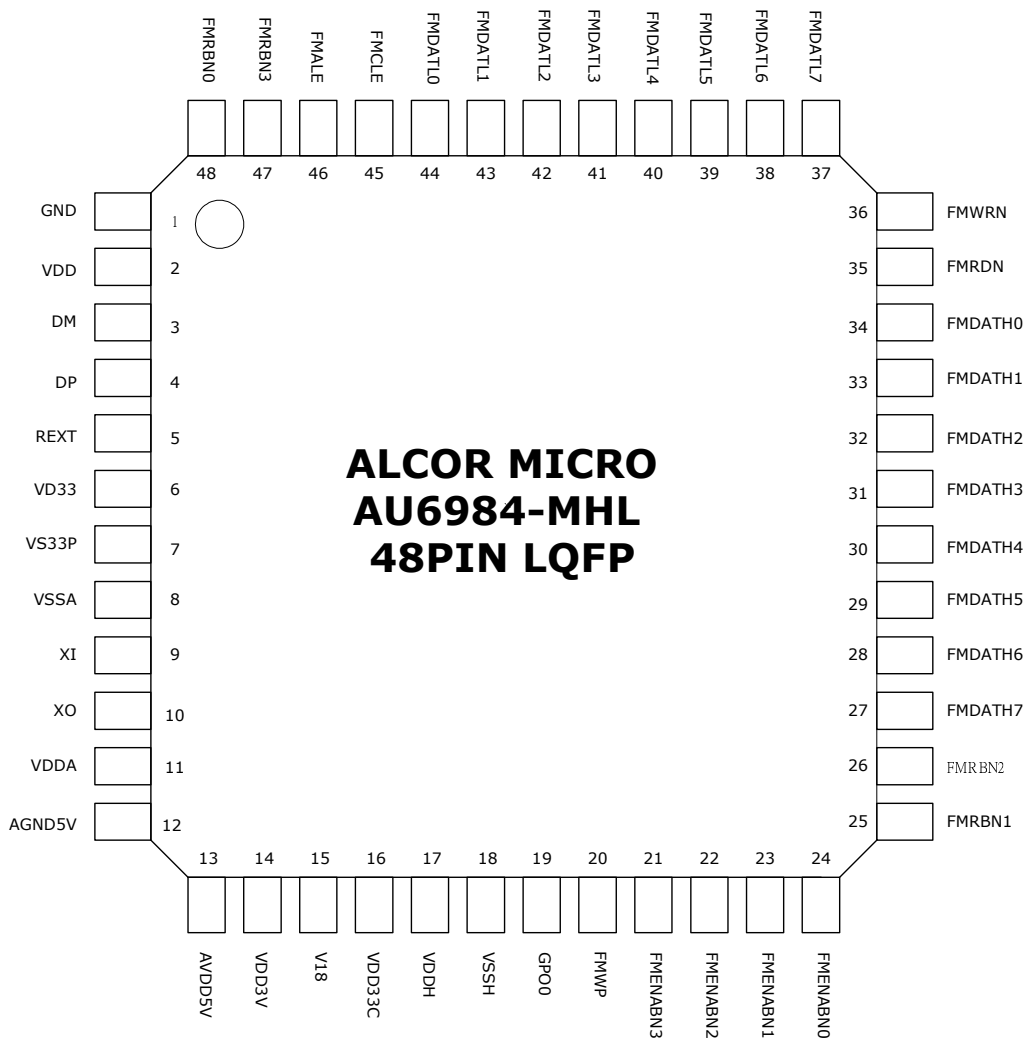 FMRBN0
FMRBN3
FMALE
FMCLE
FMDATL0
FMDATL1
FMDATL2
FMDATL3
FMDATL4
FMDATL5
FMDATL6
FMDATL7
48 47 46 45 44 43 42 41 40 39 38 37
GND 1
VDD 2
DM 3
DP 4
REXT 5
VD33 6
VS33P 7
VSSA 8
XI 9
XO 10
VDDA 11
AGND5V 12
ALCOR MICRO
AU6984-MHL
48PIN LQFP
36 FMWRN
35 FMRDN
34 FMDATH0
33 FMDATH1
32 FMDATH2
31 FMDATH3
30 FMDATH4
29 FMDATH5
28 FMDATH6
27 FMDATH7
26 FMRBN2
25 FMRBN1
13 14 15 16 17 18 19 20 21 22 23 24
AVDD5V
VDD3V
V18
VDD33C
VDDH
VSSH
GPO0
FMWP
FMENABN3
FMENABN2
FMENABN1
FMENABN0